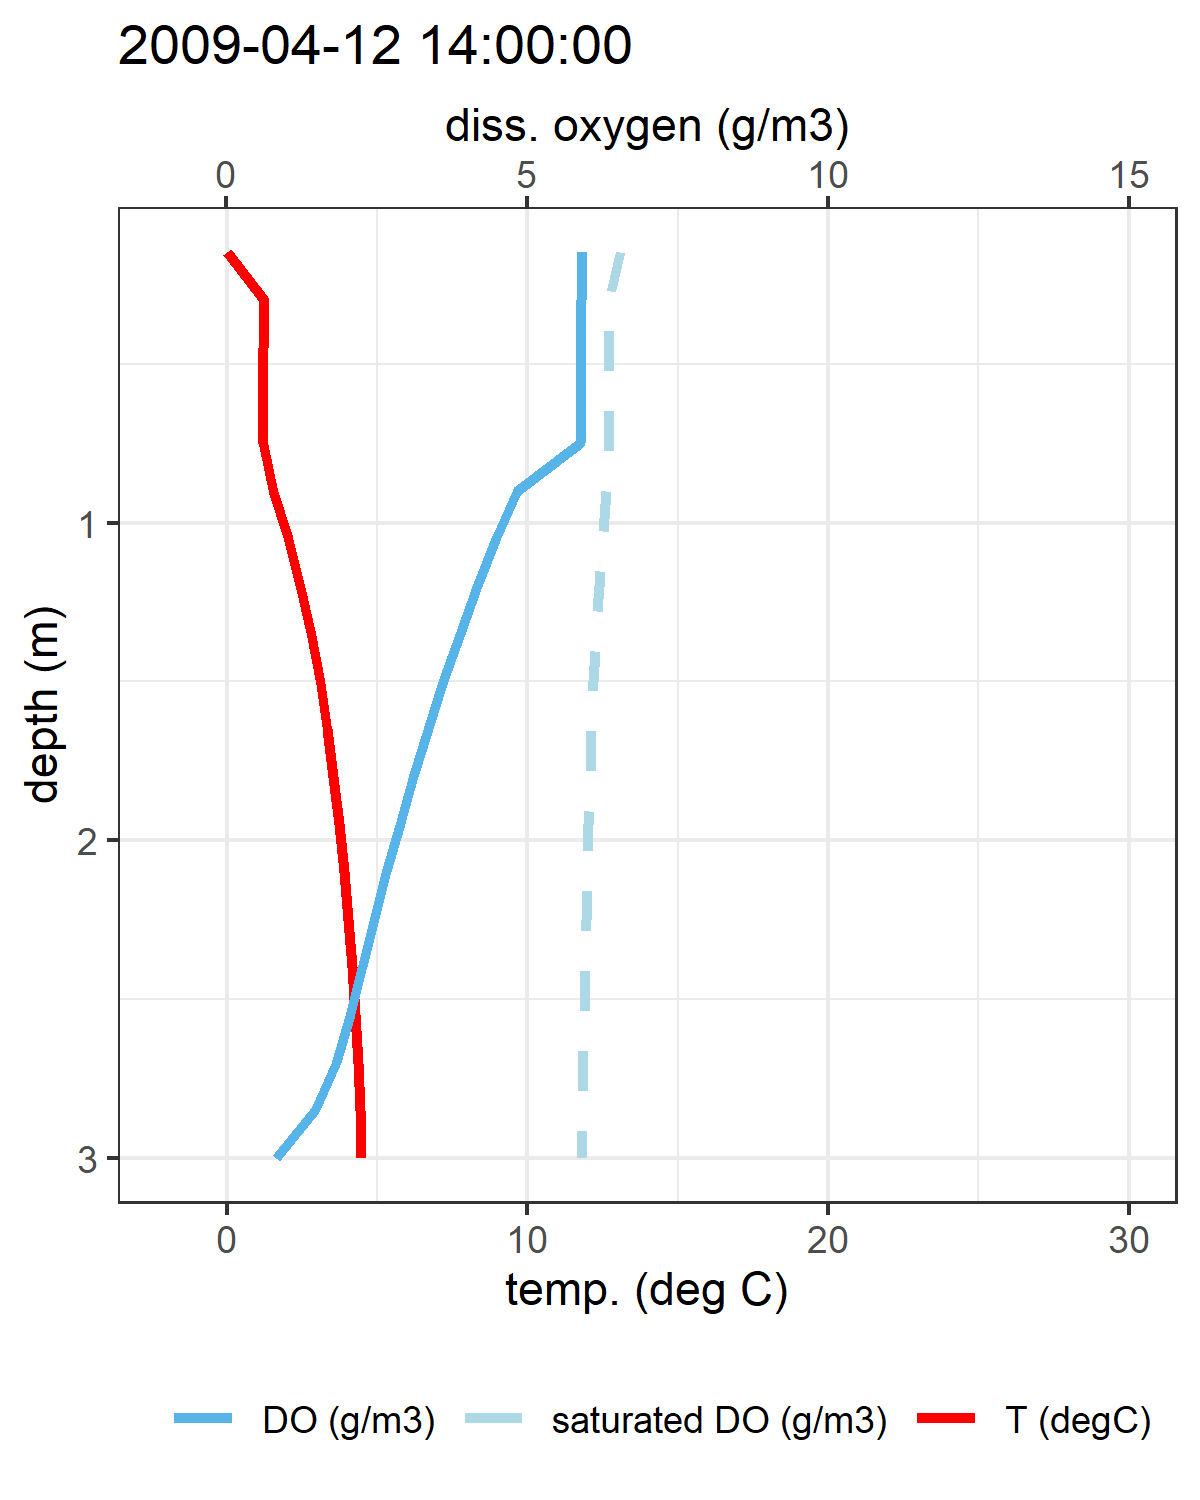 2009-04-12 14:00:00
diss. oxygen (g/m3)
0 5 10 15
depth (m)
1
2
3
0 10 20 30
temp. (deg C)
DO (g/m3) saturated DO (g/m3) T (degC)